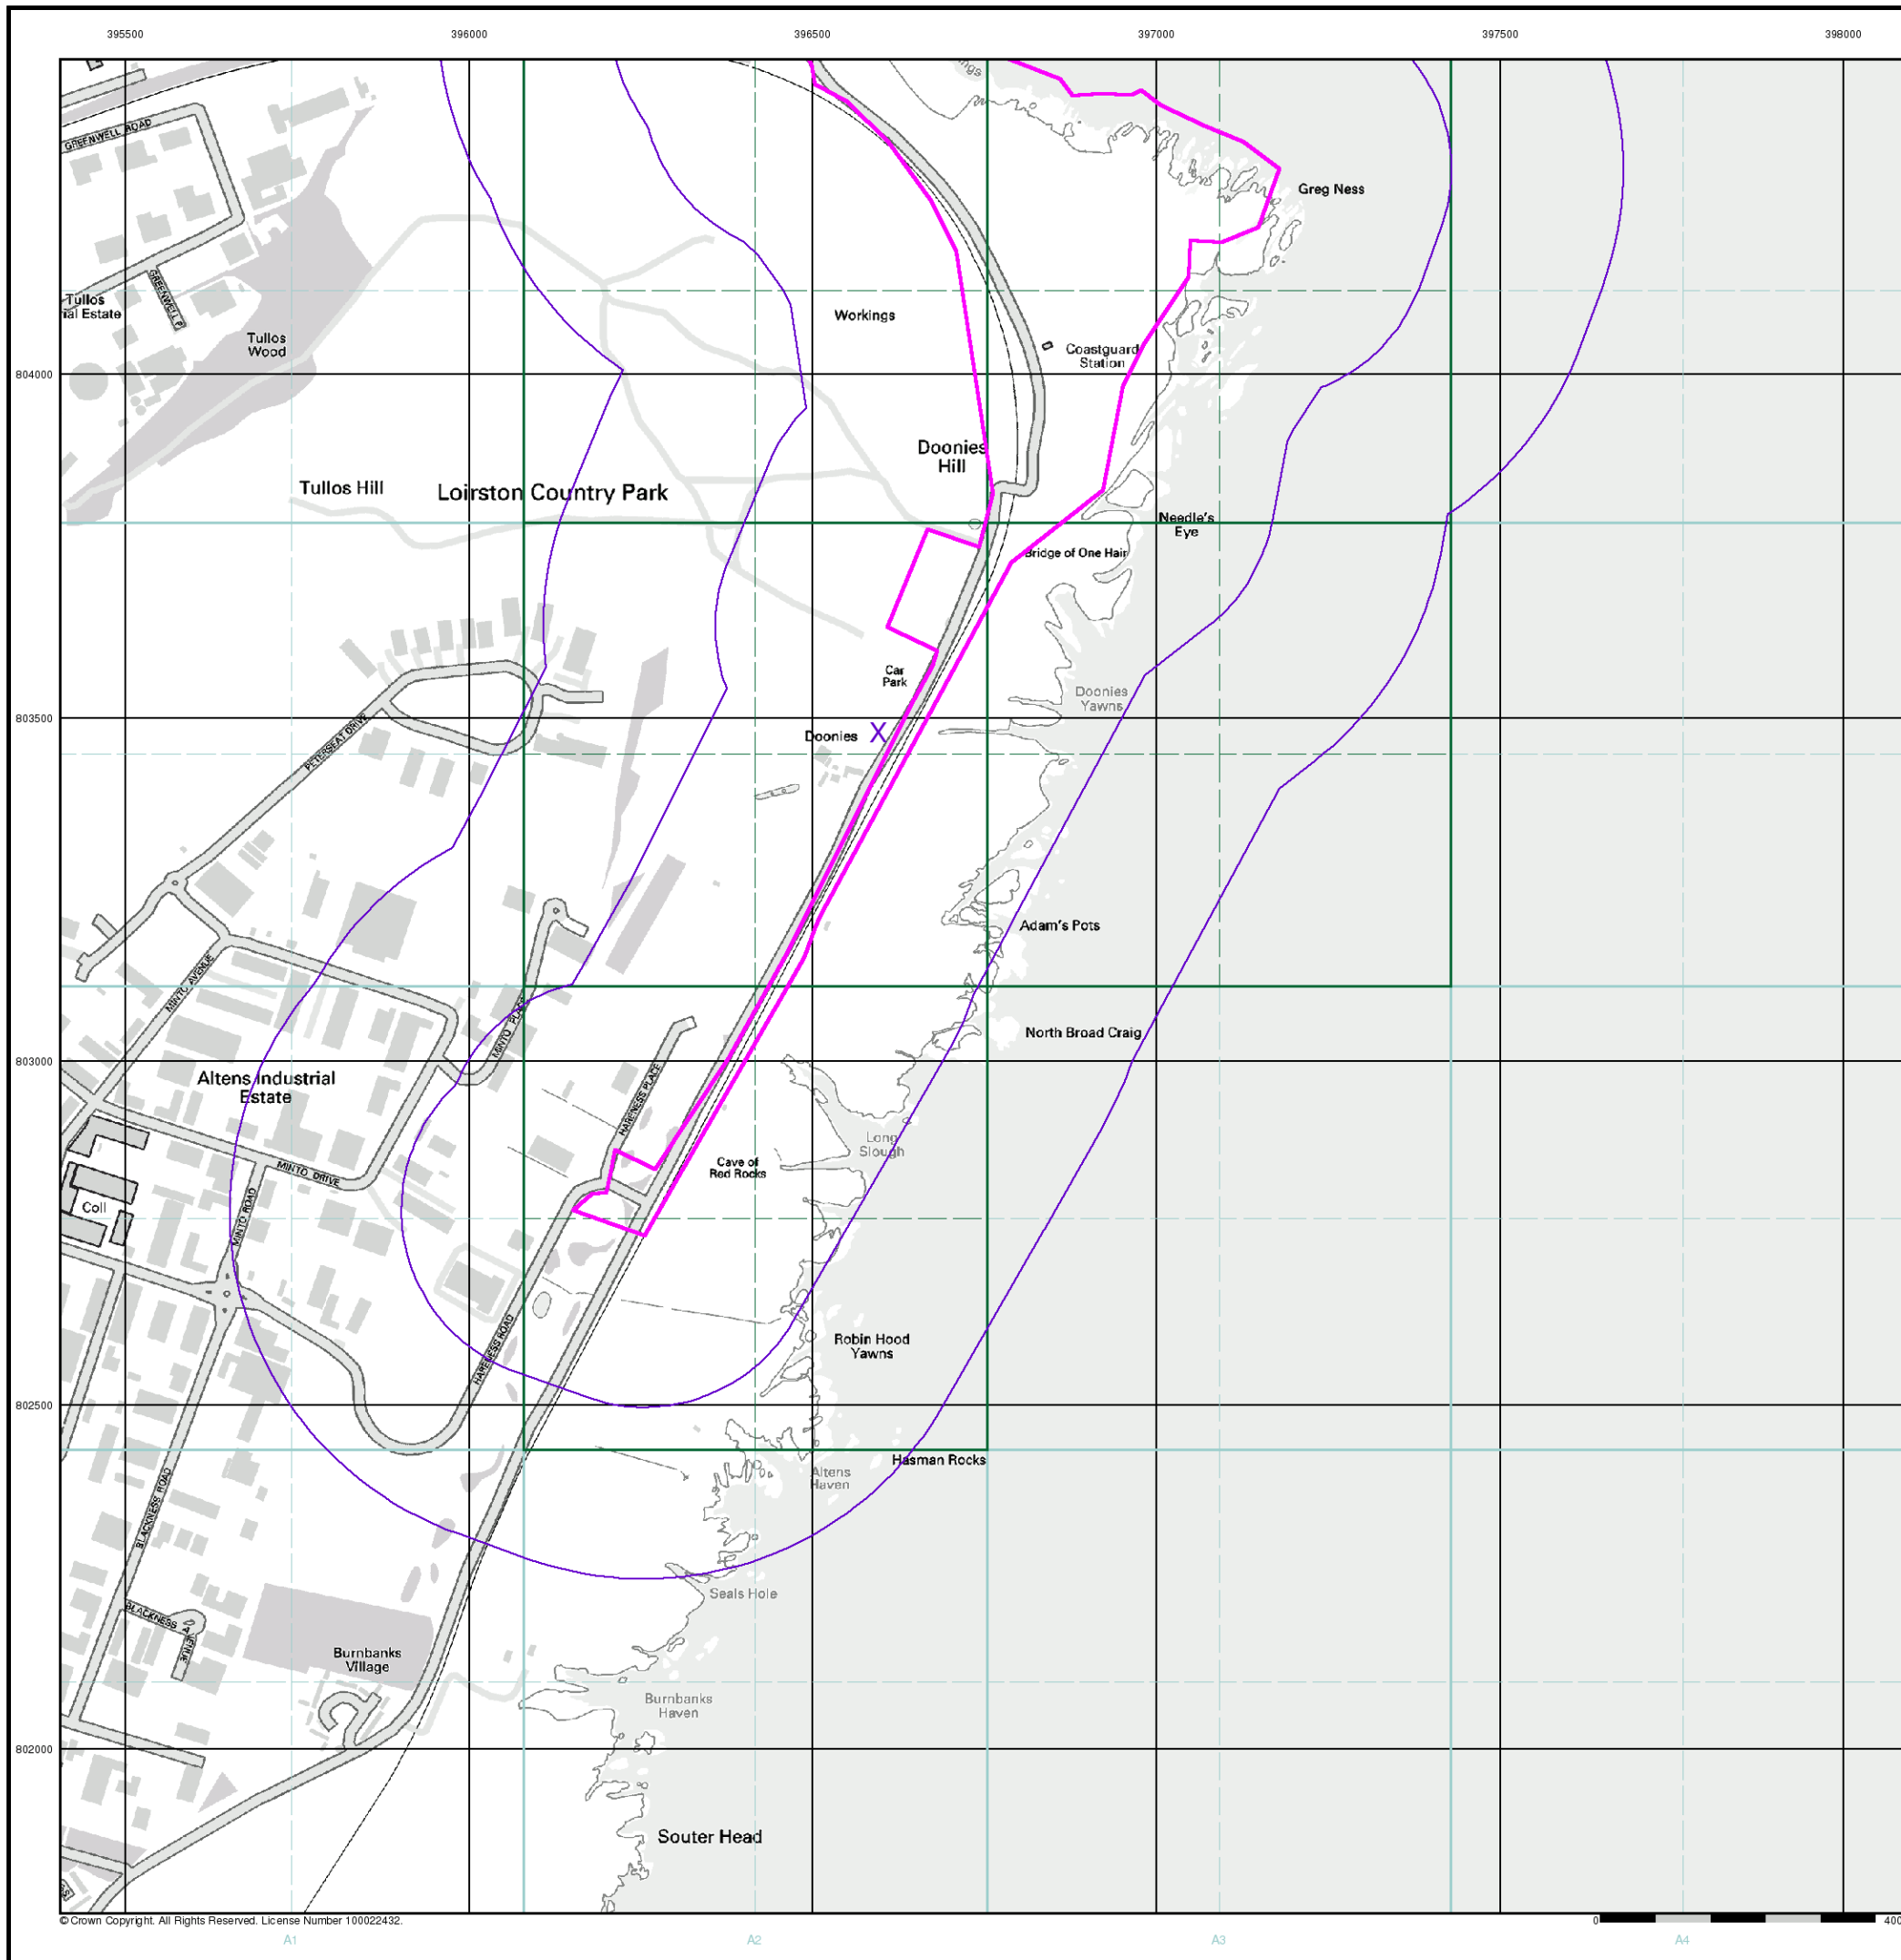 395500
396000
396500
397000
397500
398000
ngs
GREENWELL ROAD
Greg Ness
Tullos
ial Estate
GREENWELL P
Workings
Tullos
Wood
Coastguard
Station
804000
Doonies
Hill
Tullos Hill
Loirston Country Park
Needle's
Eye
Bridge of One Hair
Car
Park
Doonies
Yawns
803500
PETERSEAT DRIVE
Doonies
X
Adam's Pots
MINTO AVENUE
MINTO PLACE
North Broad Craig
803000
Altens Industrial
Estate
HARENESS PLACE
Long
Slough
Cave of
Red Rocks
MINTO DRIVE
Coll
MINTO ROAD
HARENESS ROAD
Robin Hood
Yawns
802500
Hasman Rocks
Altens
Haven
BLACKNESS ROAD
Seals Hole
BLACKNESS
AVENUE
Burnbanks
Village
Burnbanks
Haven
802000
Souter Head
© Crown Copyright. All Rights Reserved. License Number 100022432.
0
400
A1
A2
A3
A4